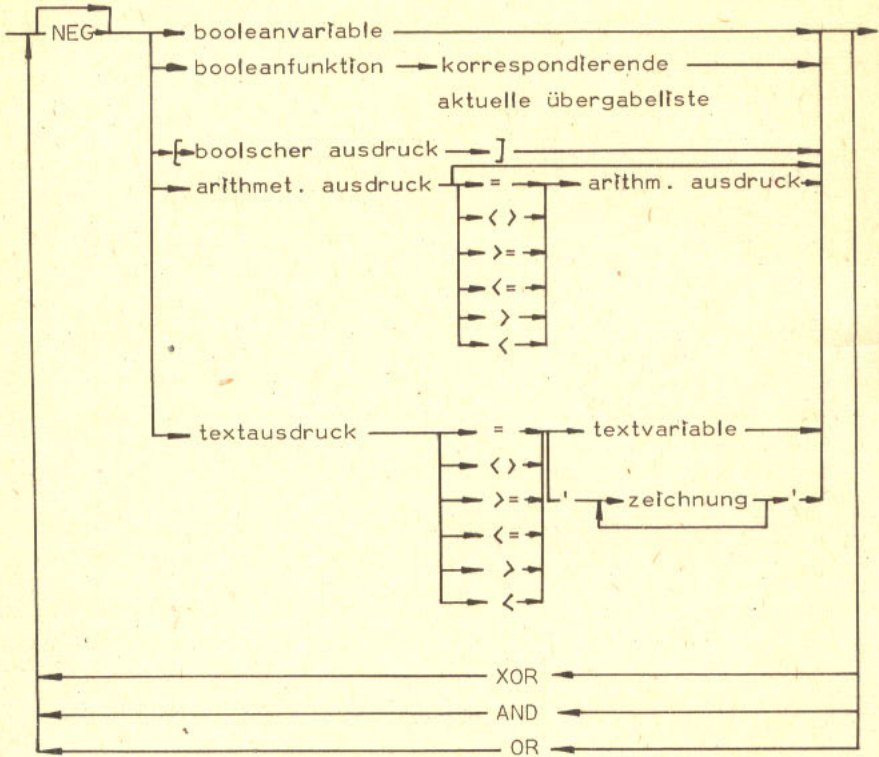 NEG booleanvariable
booleanfunktion korrespondierende
aktuelle übergabeliste
[ boolscher ausdruck ]
arithmet. ausdruck = arithm. ausdruck
< >
>=
<=
>
<
textausdruck = textvariable
< >
>= ' zeichnung '
<=
>
<
XOR
AND
OR